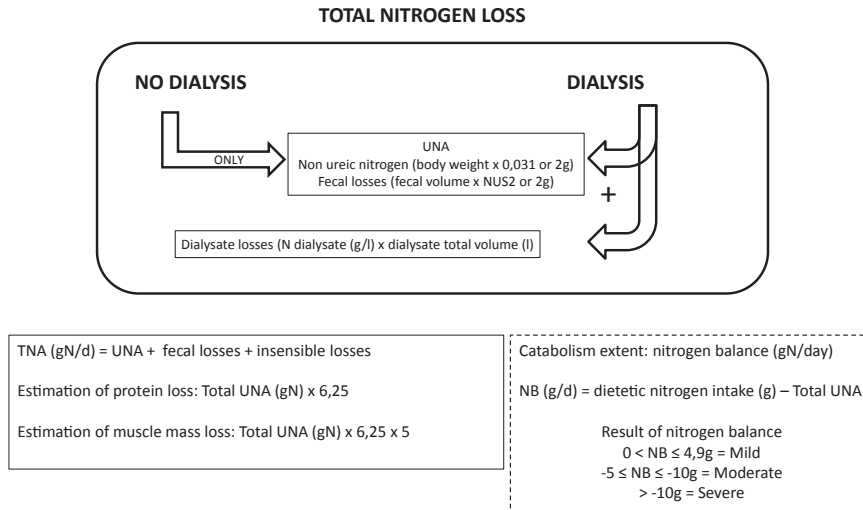 TOTAL NITROGEN LOSS
NO DIALYSIS
DIALYSIS
ONLY
UNA
Non ureic nitrogen (body weight x 0,031 or 2g)
Fecal losses (fecal volume x NUS2 or 2g)
+
Dialysate losses (N dialysate (g/l) x dialysate total volume (l)
TNA (gN/d) = UNA + fecal losses + insensible losses
Estimation of protein loss: Total UNA (gN) x 6,25
Estimation of muscle mass loss: Total UNA (gN) x 6,25 x 5
Catabolism extent: nitrogen balance (gN/day)
NB (g/d) = dietetic nitrogen intake (g) – Total UNA
Result of nitrogen balance
0 < NB ≤ 4,9g = Mild
-5 ≤ NB ≤ -10g = Moderate
> -10g = Severe